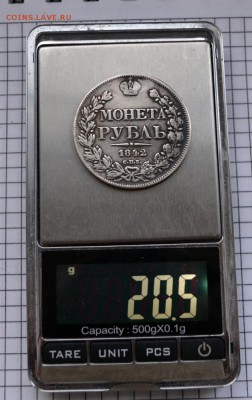 COINS.LAVE.RU
МОНЕТА
РУБЛЬ
1842
С.П.Б.
g
20.5
Capacity : 500gX0.1g
TARE UNIT PCS